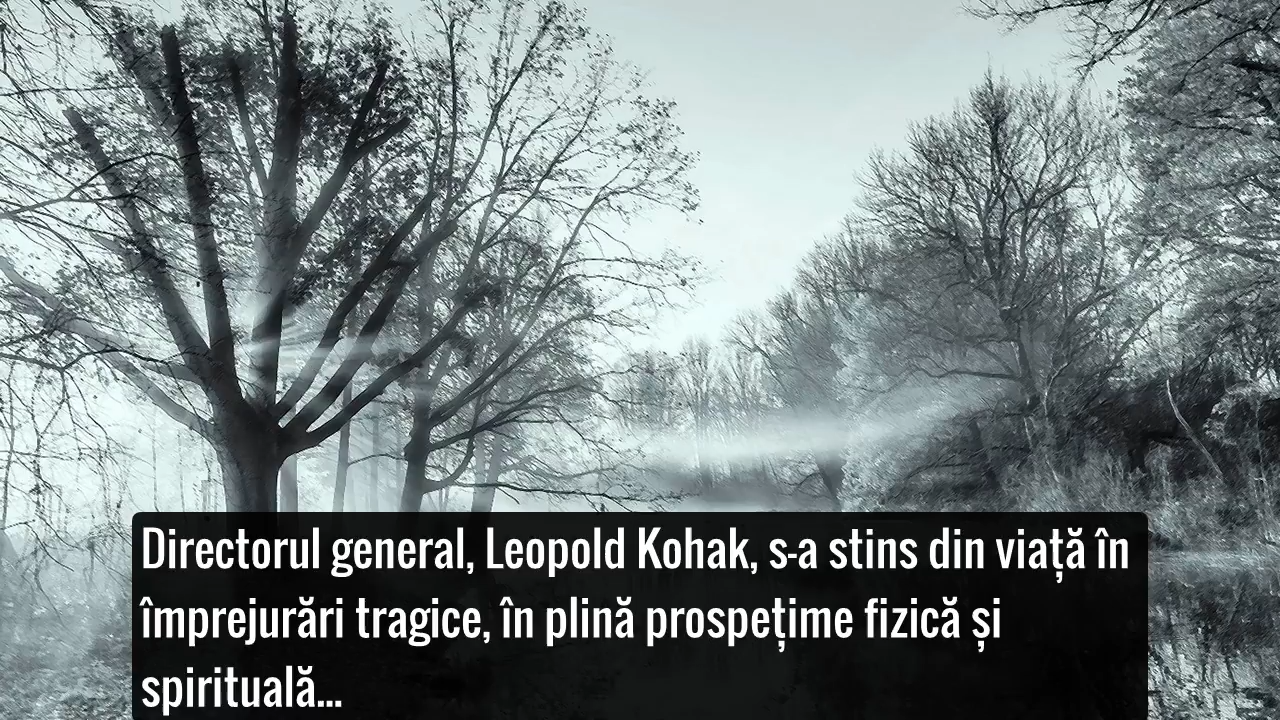 Directorul general, Leopold Kohak, s-a stins din viață în
împrejurări tragice, în plină prospețime fizică și
spirituală...